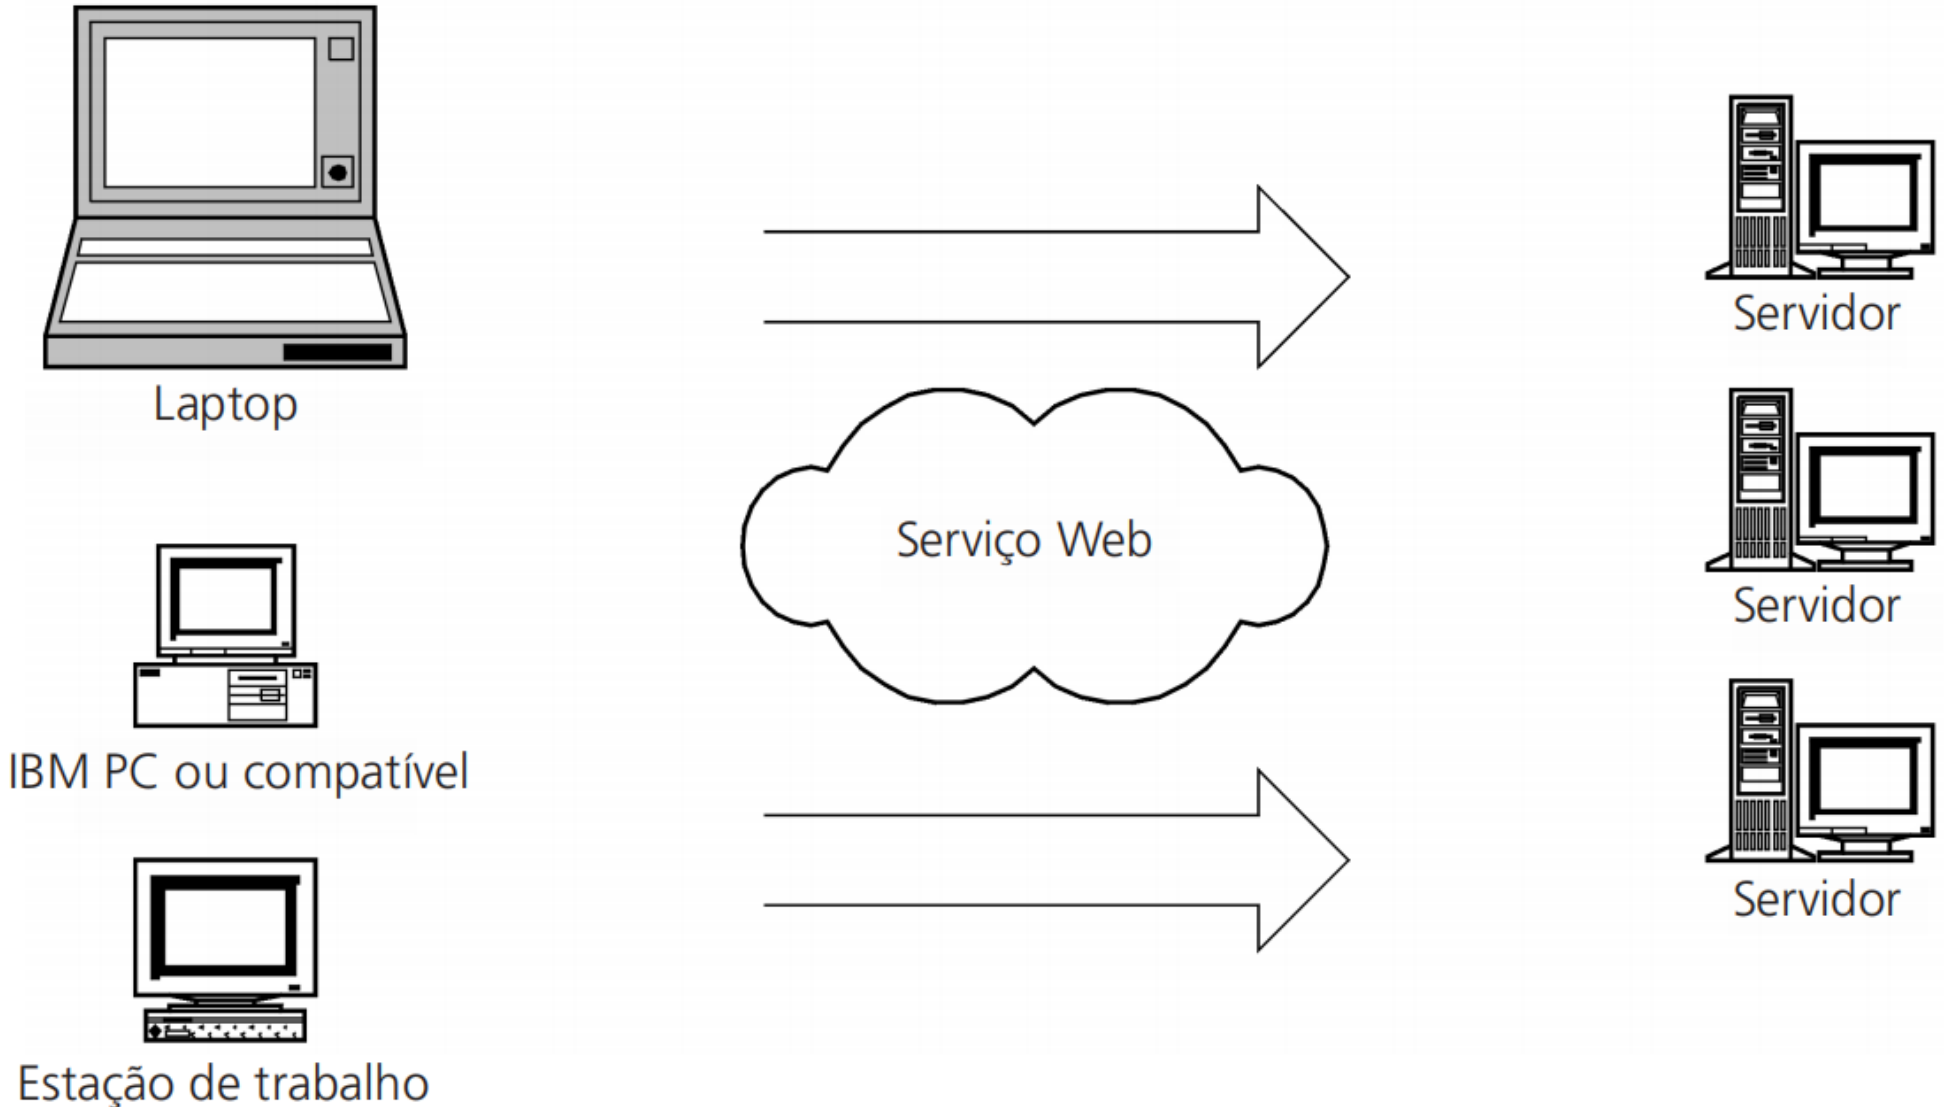 Laptop
IBM PC ou compatível
Estação de trabalho
Serviço Web
Servidor
Servidor
Servidor